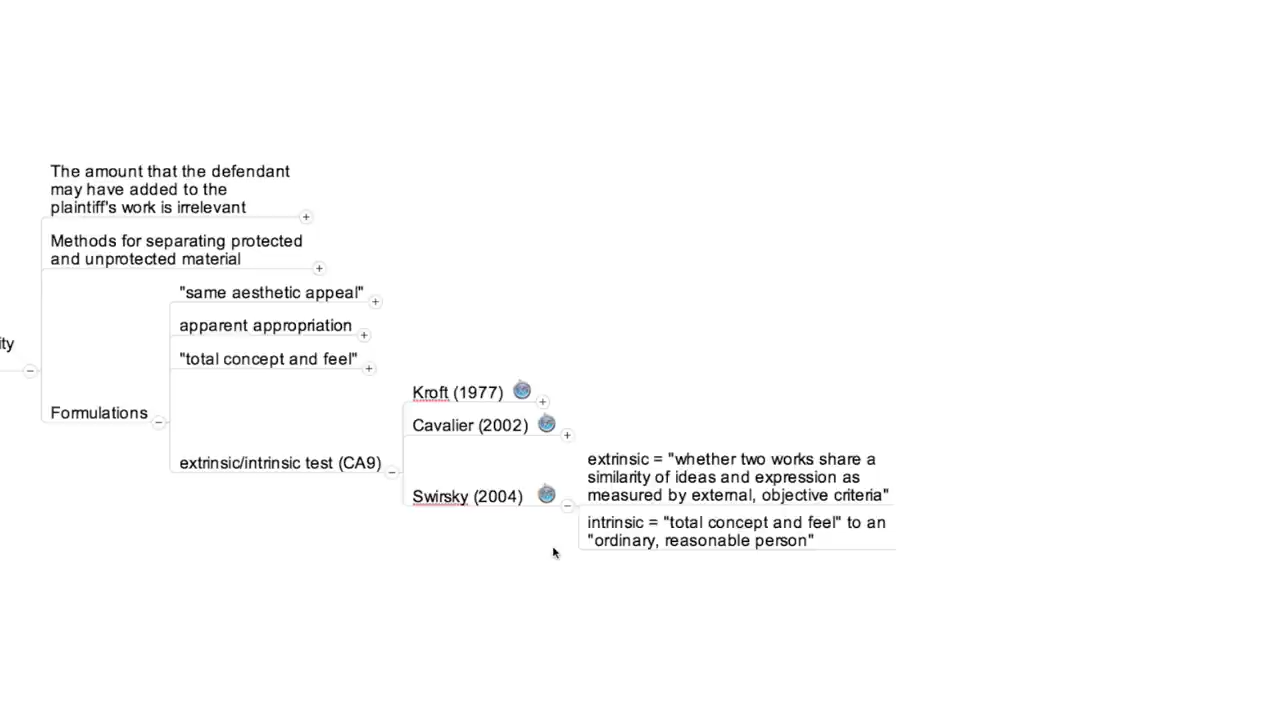 The amount that the defendant
may have added to the
plaintiff's work is irrelevant
Methods for separating protected
and unprotected material
"same aesthetic appeal"
apparent appropriation
"total concept and feel"
ity
Formulations
Kroft (1977)
Cavalier (2002)
extrinsic/intrinsic test (CA9)
Swirsky (2004)
extrinsic = "whether two works share a
similarity of ideas and expression as
measured by external, objective criteria"
intrinsic = "total concept and feel" to an
"ordinary, reasonable person"